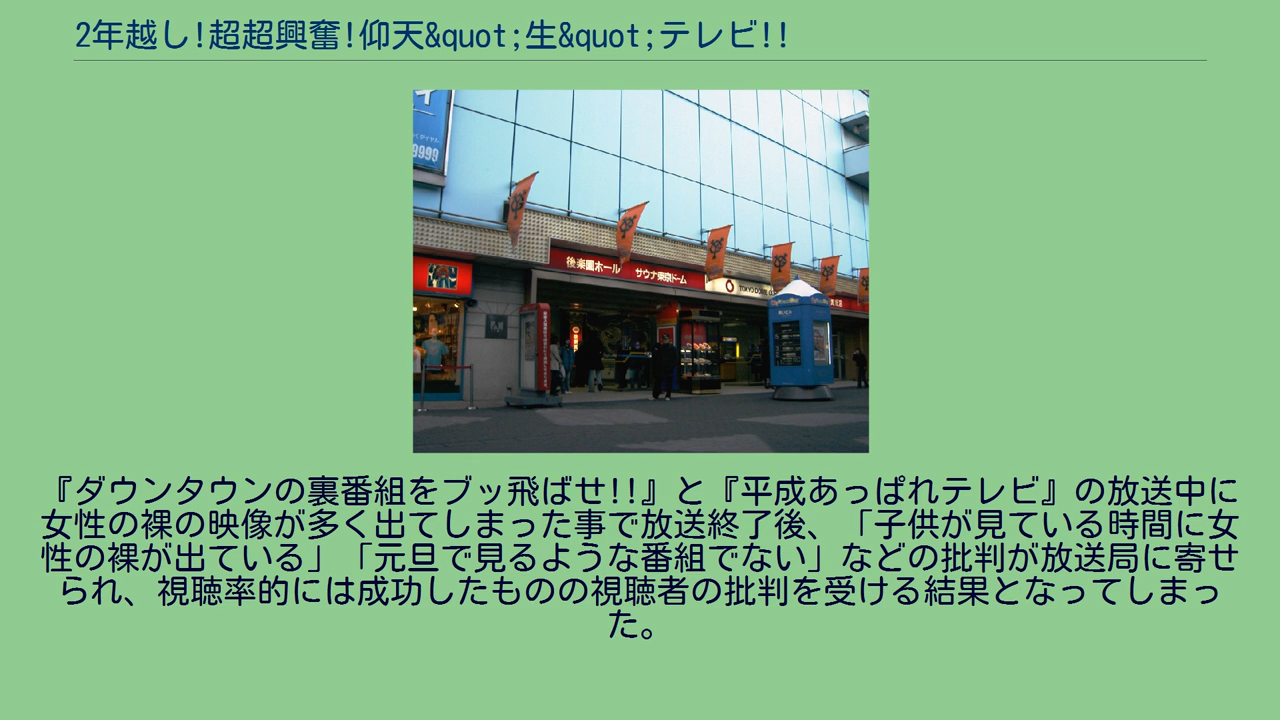 2年越し!超超興奮!仰天&quot;生&quot;テレビ!!
9999
後楽園ホール サウナ東京ドーム
TOKYO DOME
『ダウンタウンの裏番組をブッ飛ばせ!!』と『平成あっぱれテレビ』の放送中に
女性の裸の映像が多く出てしまった事で放送終了後、「子供が見ている時間に女
性の裸が出ている」「元旦で見るような番組でない」などの批判が放送局に寄せ
られ、視聴率的には成功したものの視聴者の批判を受ける結果となってしまっ
た。